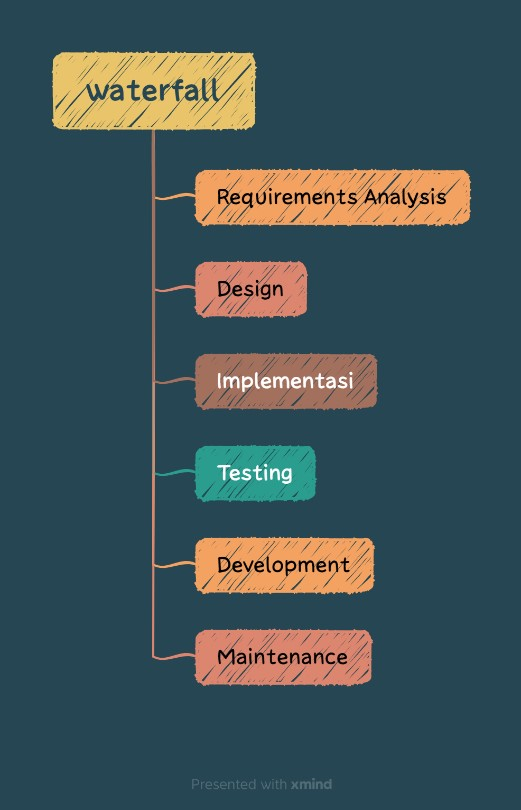 waterfall
Requirements Analysis
Design
Implementasi
Testing
Development
Maintenance
Presented with xmind